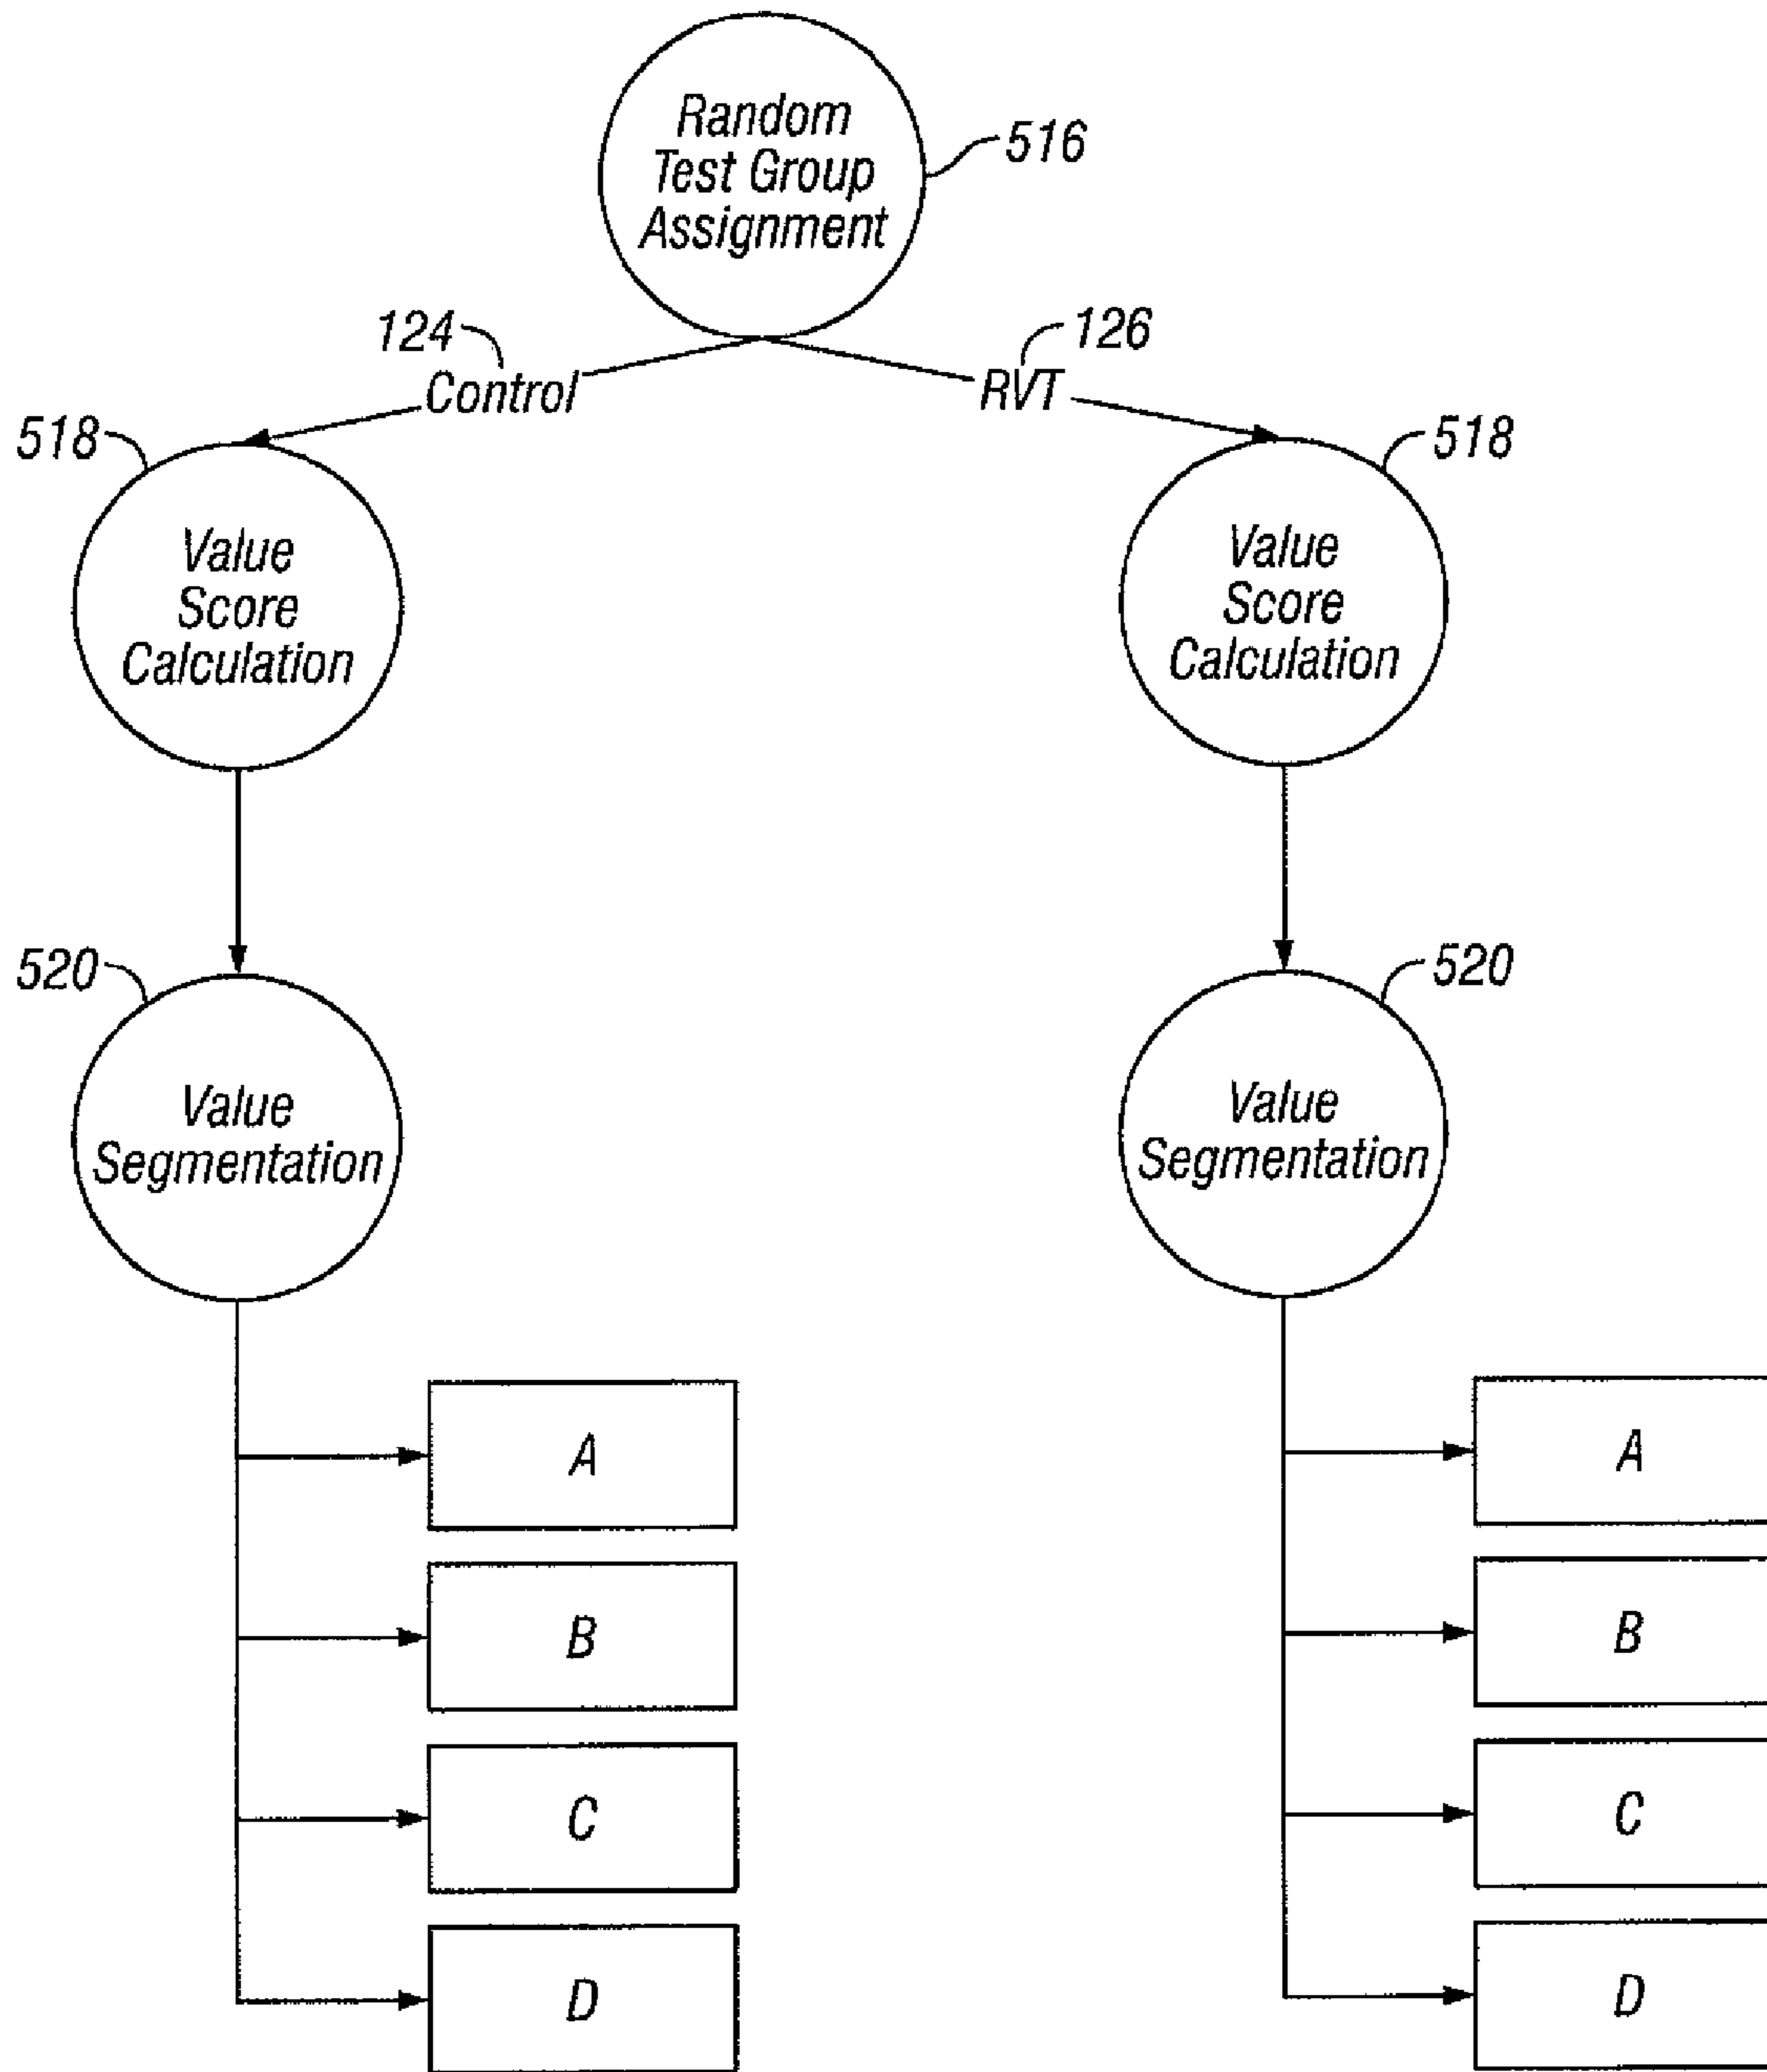 Random
Test Group
Assignment
516
124
Control
126
RVT
518
Value
Score
Calculation
518
Value
Score
Calculation
520
Value
Segmentation
520
Value
Segmentation
A
B
C
D
A
B
C
D